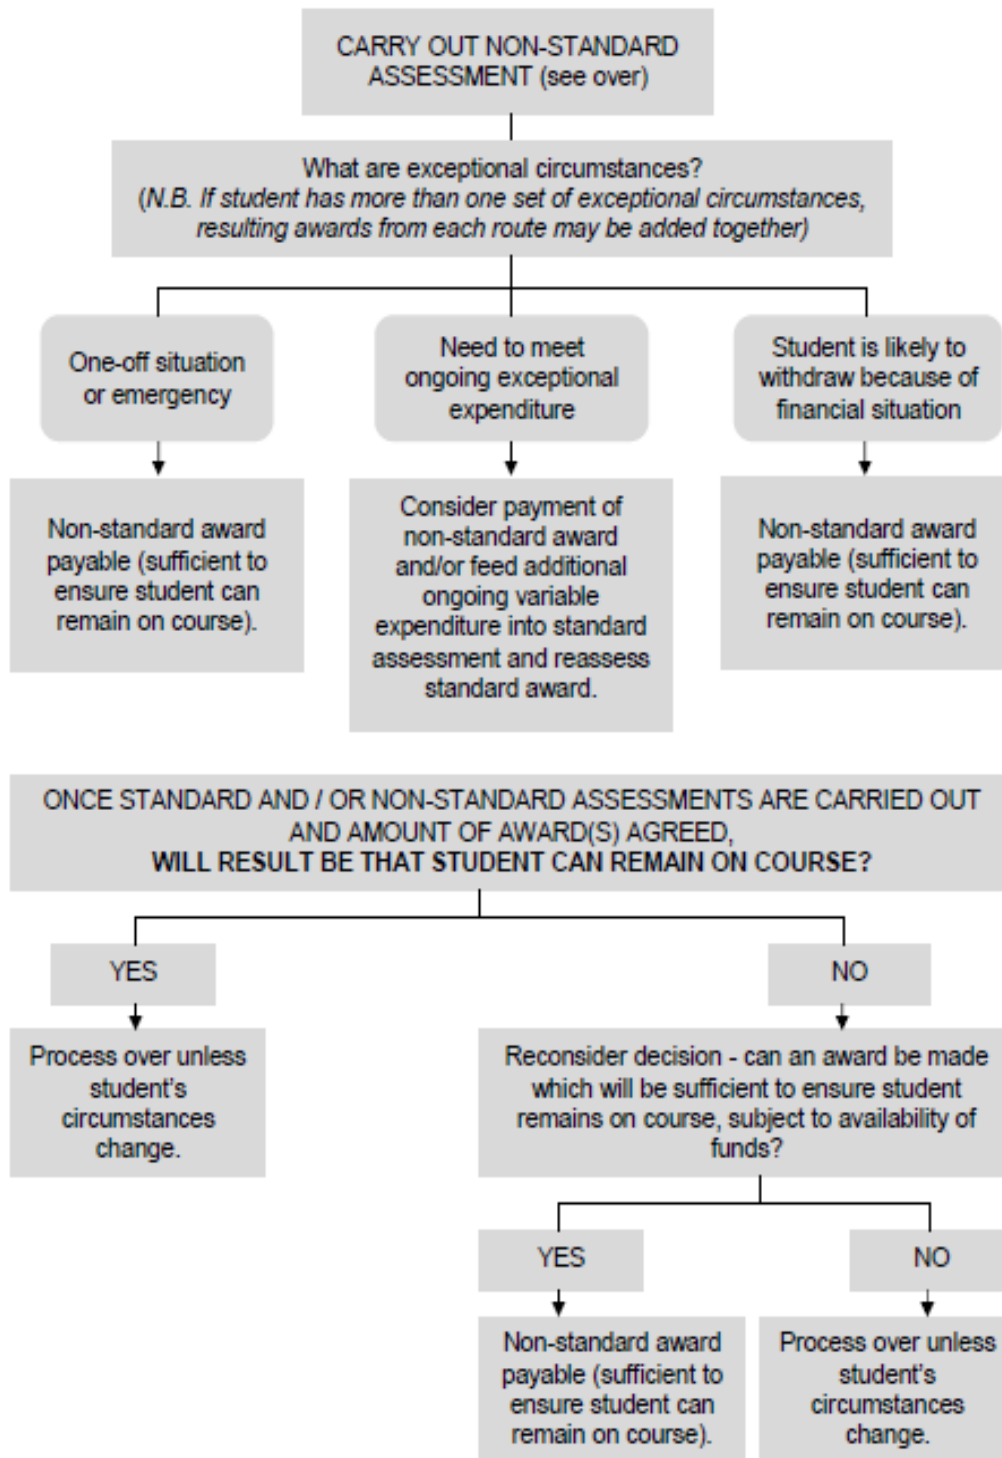 CARRY OUT NON-STANDARD
ASSESSMENT (see over)
What are exceptional circumstances?
(N.B. If student has more than one set of exceptional circumstances,
resulting awards from each route may be added together)
One-off situation
or emergency
Need to meet
ongoing exceptional
expenditure
Student is likely to
withdraw because of
financial situation
Non-standard award
payable (sufficient to
ensure student can
remain on course).
Consider payment of
non-standard award
and/or feed additional
ongoing variable
expenditure into standard
assessment and reassess
standard award.
Non-standard award
payable (sufficient to
ensure student can
remain on course).
ONCE STANDARD AND / OR NON-STANDARD ASSESSMENTS ARE CARRIED OUT
AND AMOUNT OF AWARD(S) AGREED,
WILL RESULT BE THAT STUDENT CAN REMAIN ON COURSE?
YES
NO
Process over unless
student's
circumstances
change.
Reconsider decision - can an award be made
which will be sufficient to ensure student
remains on course, subject to availability of
funds?
YES
NO
Non-standard award
payable (sufficient to
ensure student can
remain on course).
Process over unless
student's
circumstances
change.